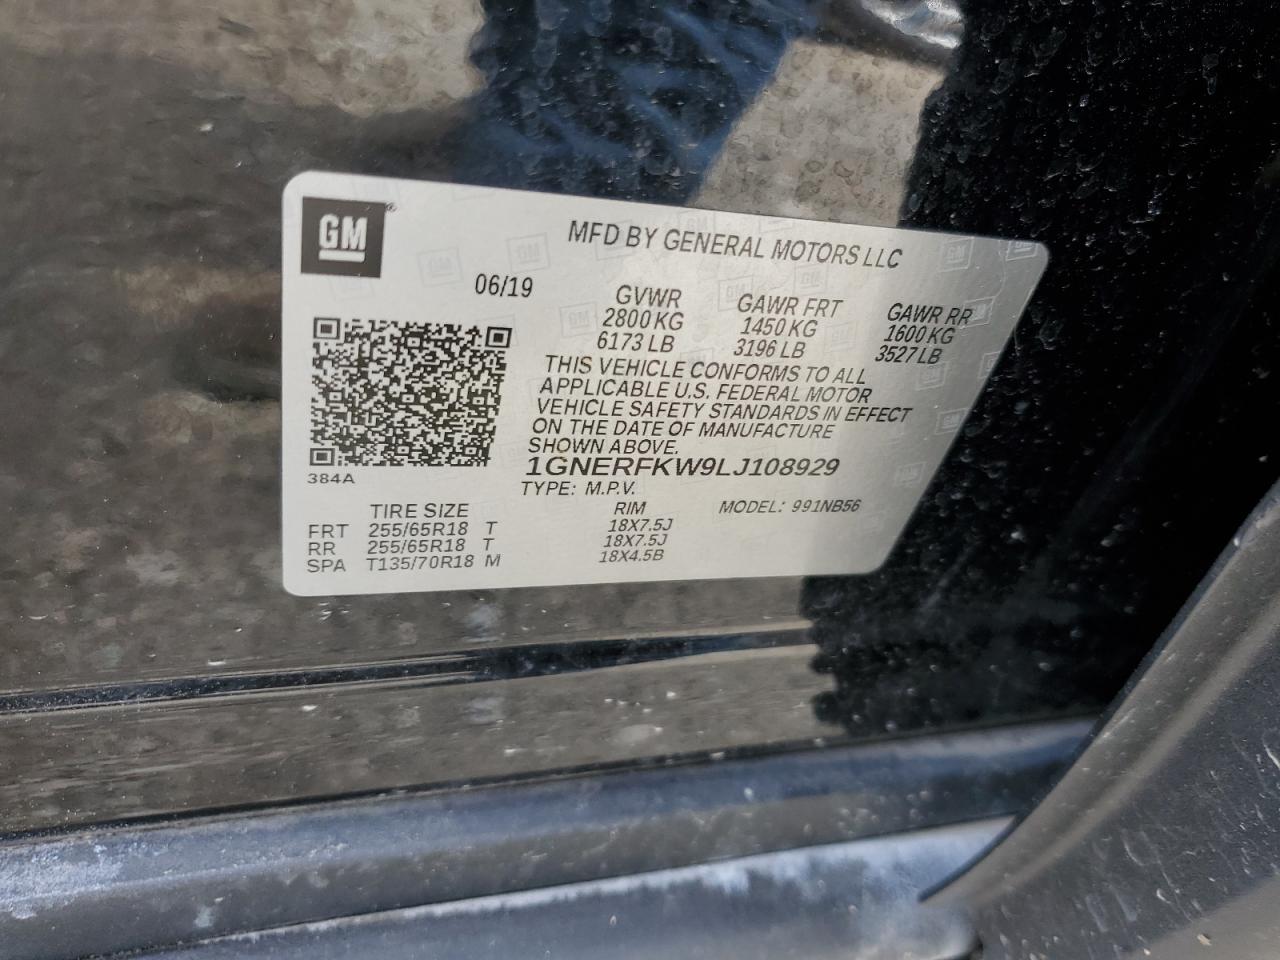 GM
MFD BY GENERAL MOTORS LLC
06/19
GVWR GAWR FRT GAWR RR
2800 KG 1450 KG 1600 KG
6173 LB 3196 LB 3527 LB
THIS VEHICLE CONFORMS TO ALL
APPLICABLE U.S. FEDERAL MOTOR
VEHICLE SAFETY STANDARDS IN EFFECT
ON THE DATE OF MANUFACTURE
SHOWN ABOVE.
1GNERFKW9LJ108929
384A
TYPE: M.P.V.
MODEL: 991NB56
TIRE SIZE RIM
FRT 255/65R18 T 18X7.5J
RR 255/65R18 T 18X7.5J
SPA T135/70R18 M 18X4.5B